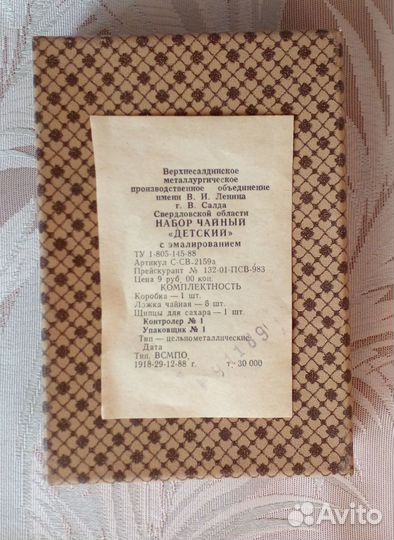 Верхнесалдинское
металлургическое
производственное объединение
имени В. И. Ленина
г. В. Салда
Свердловской области
НАБОР ЧАЙНЫЙ
«ДЕТСКИЙ»
с эмалированием
ТУ 1-805-145-88
Артикул С-СВ-2159а
Прейскурант № 132-01-ПСВ-983
Цена 9 руб. 00 коп.
КОМПЛЕКТНОСТЬ
Коробка — 1 шт.
Ложка чайная — 6 шт.
Щипцы для сахара — 1 шт.
Контролер № 1
Упаковщик № 1
Тип — цельнометаллические
Дата
Тип. ВСМПО
1918-29-12-88 г. т. 30 000
Avito